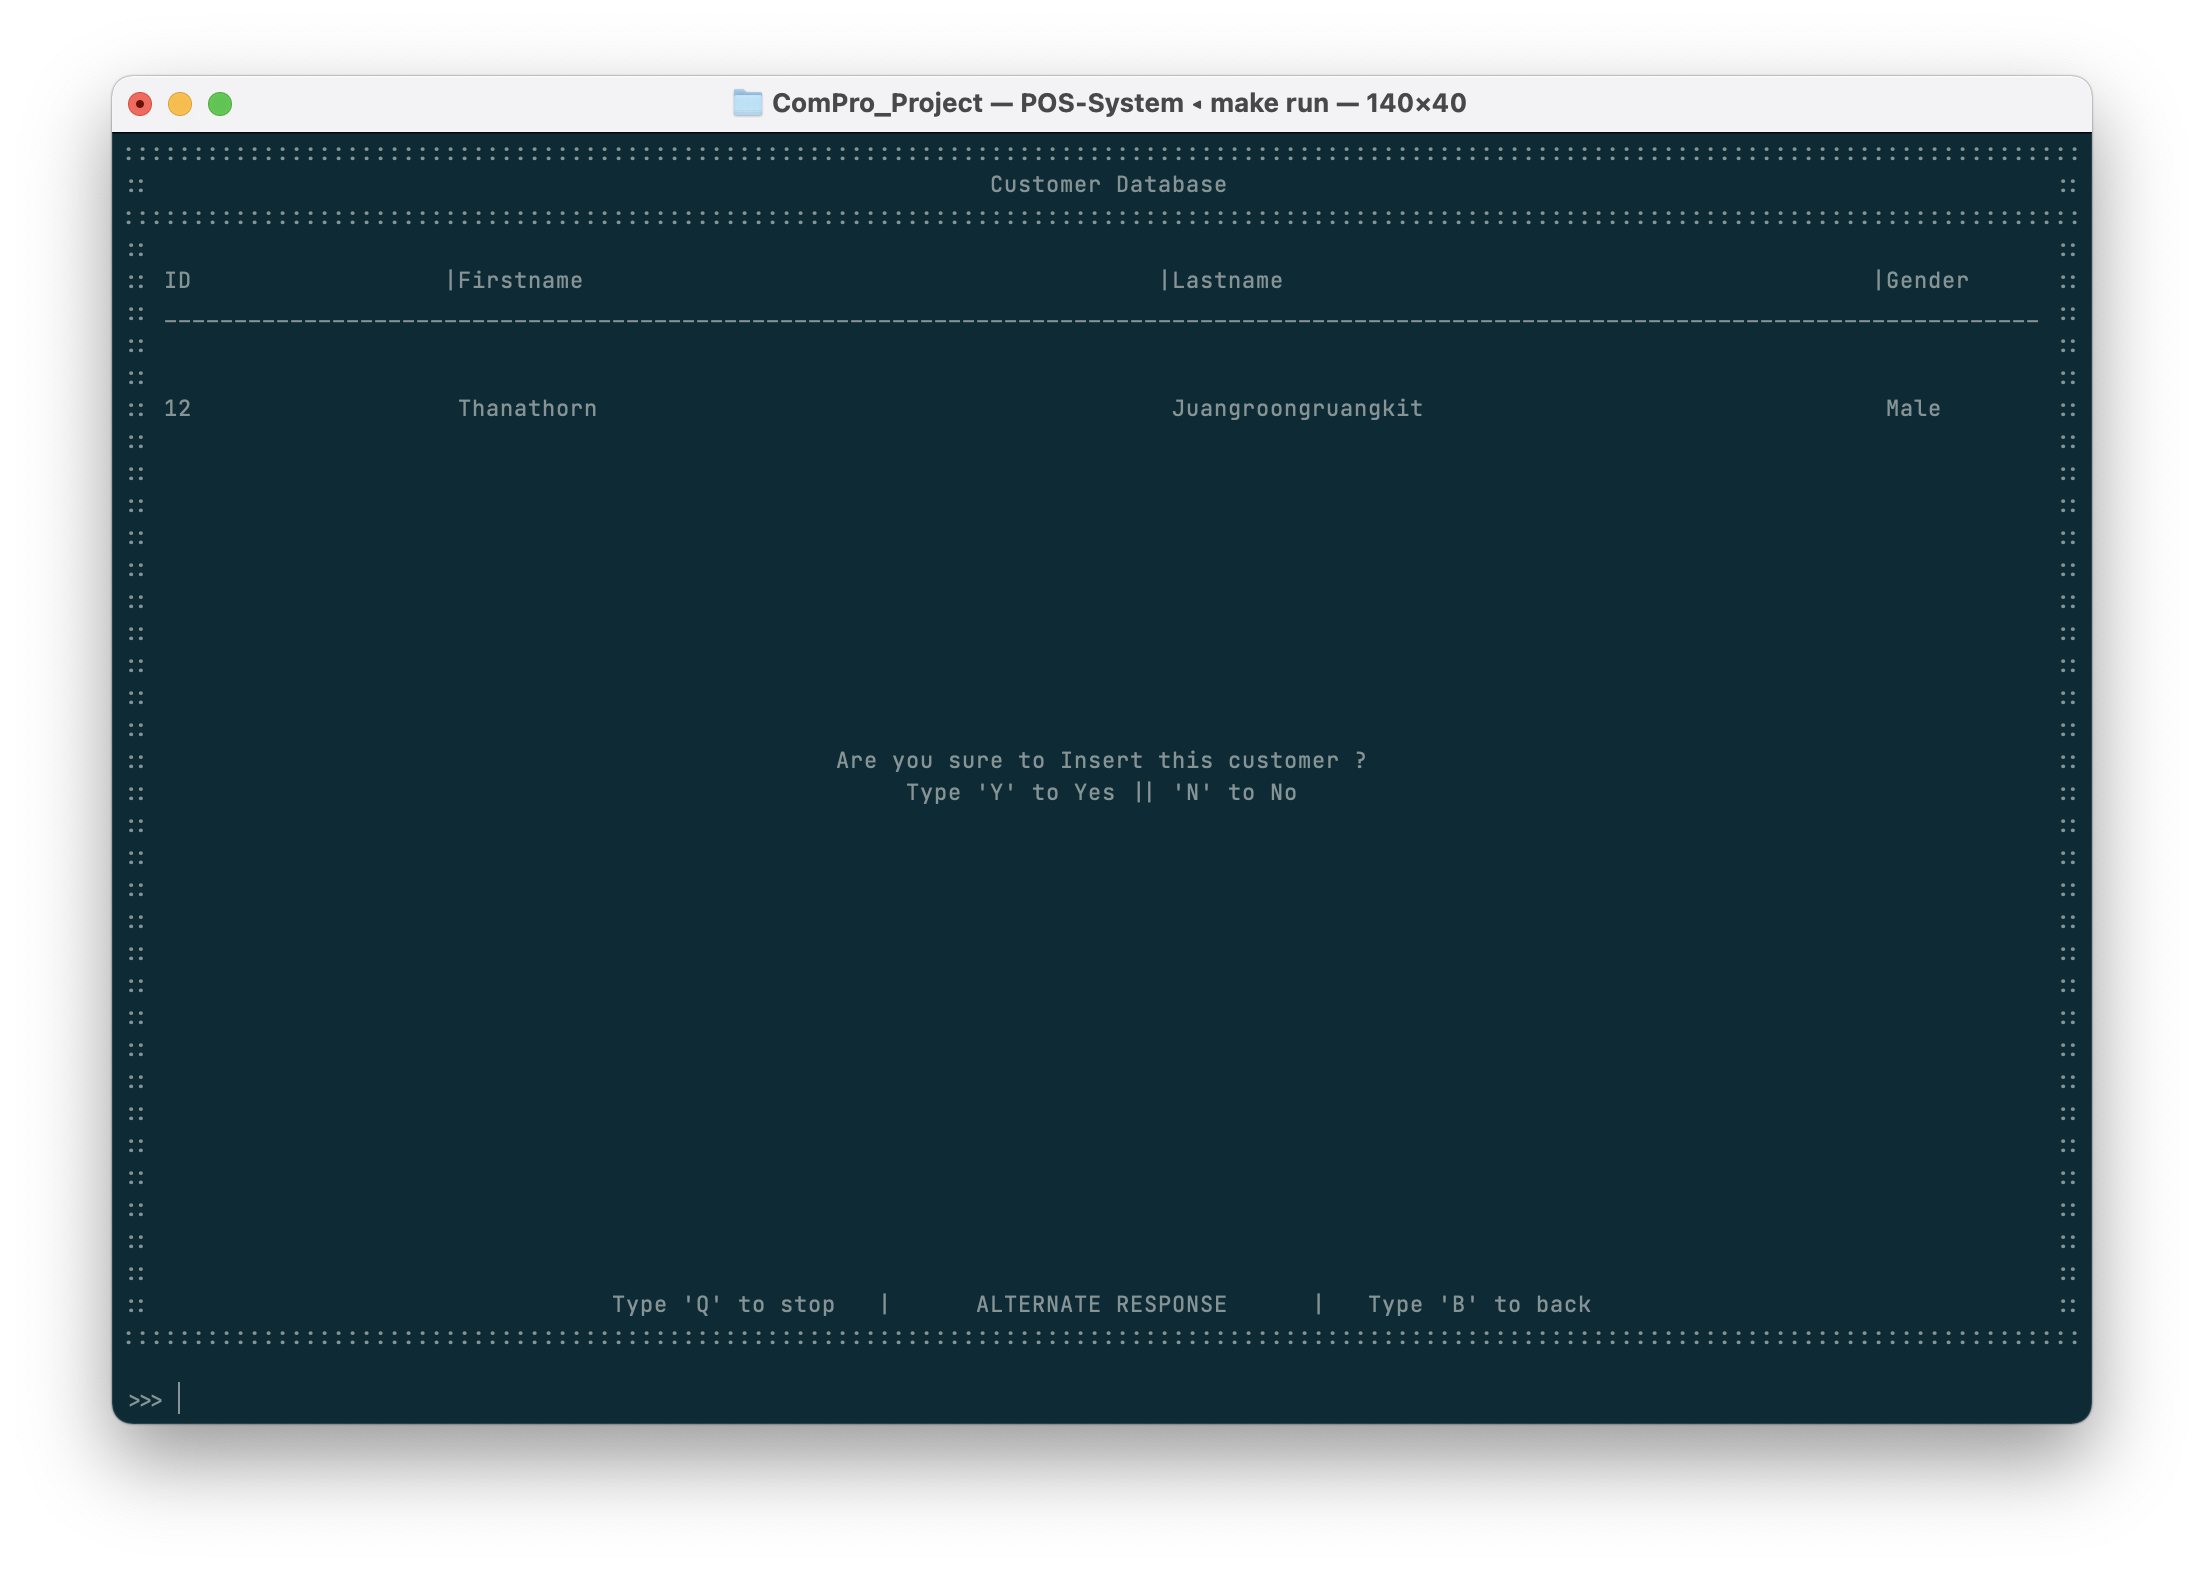 ComPro_Project — POS-System ◂ make run — 140×40
Customer Database
ID |Firstname |Lastname |Gender
12 Thanathorn Juangroongruangkit Male
Are you sure to Insert this customer ?
Type 'Y' to Yes || 'N' to No
Type 'Q' to stop | ALTERNATE RESPONSE | Type 'B' to back
>>>